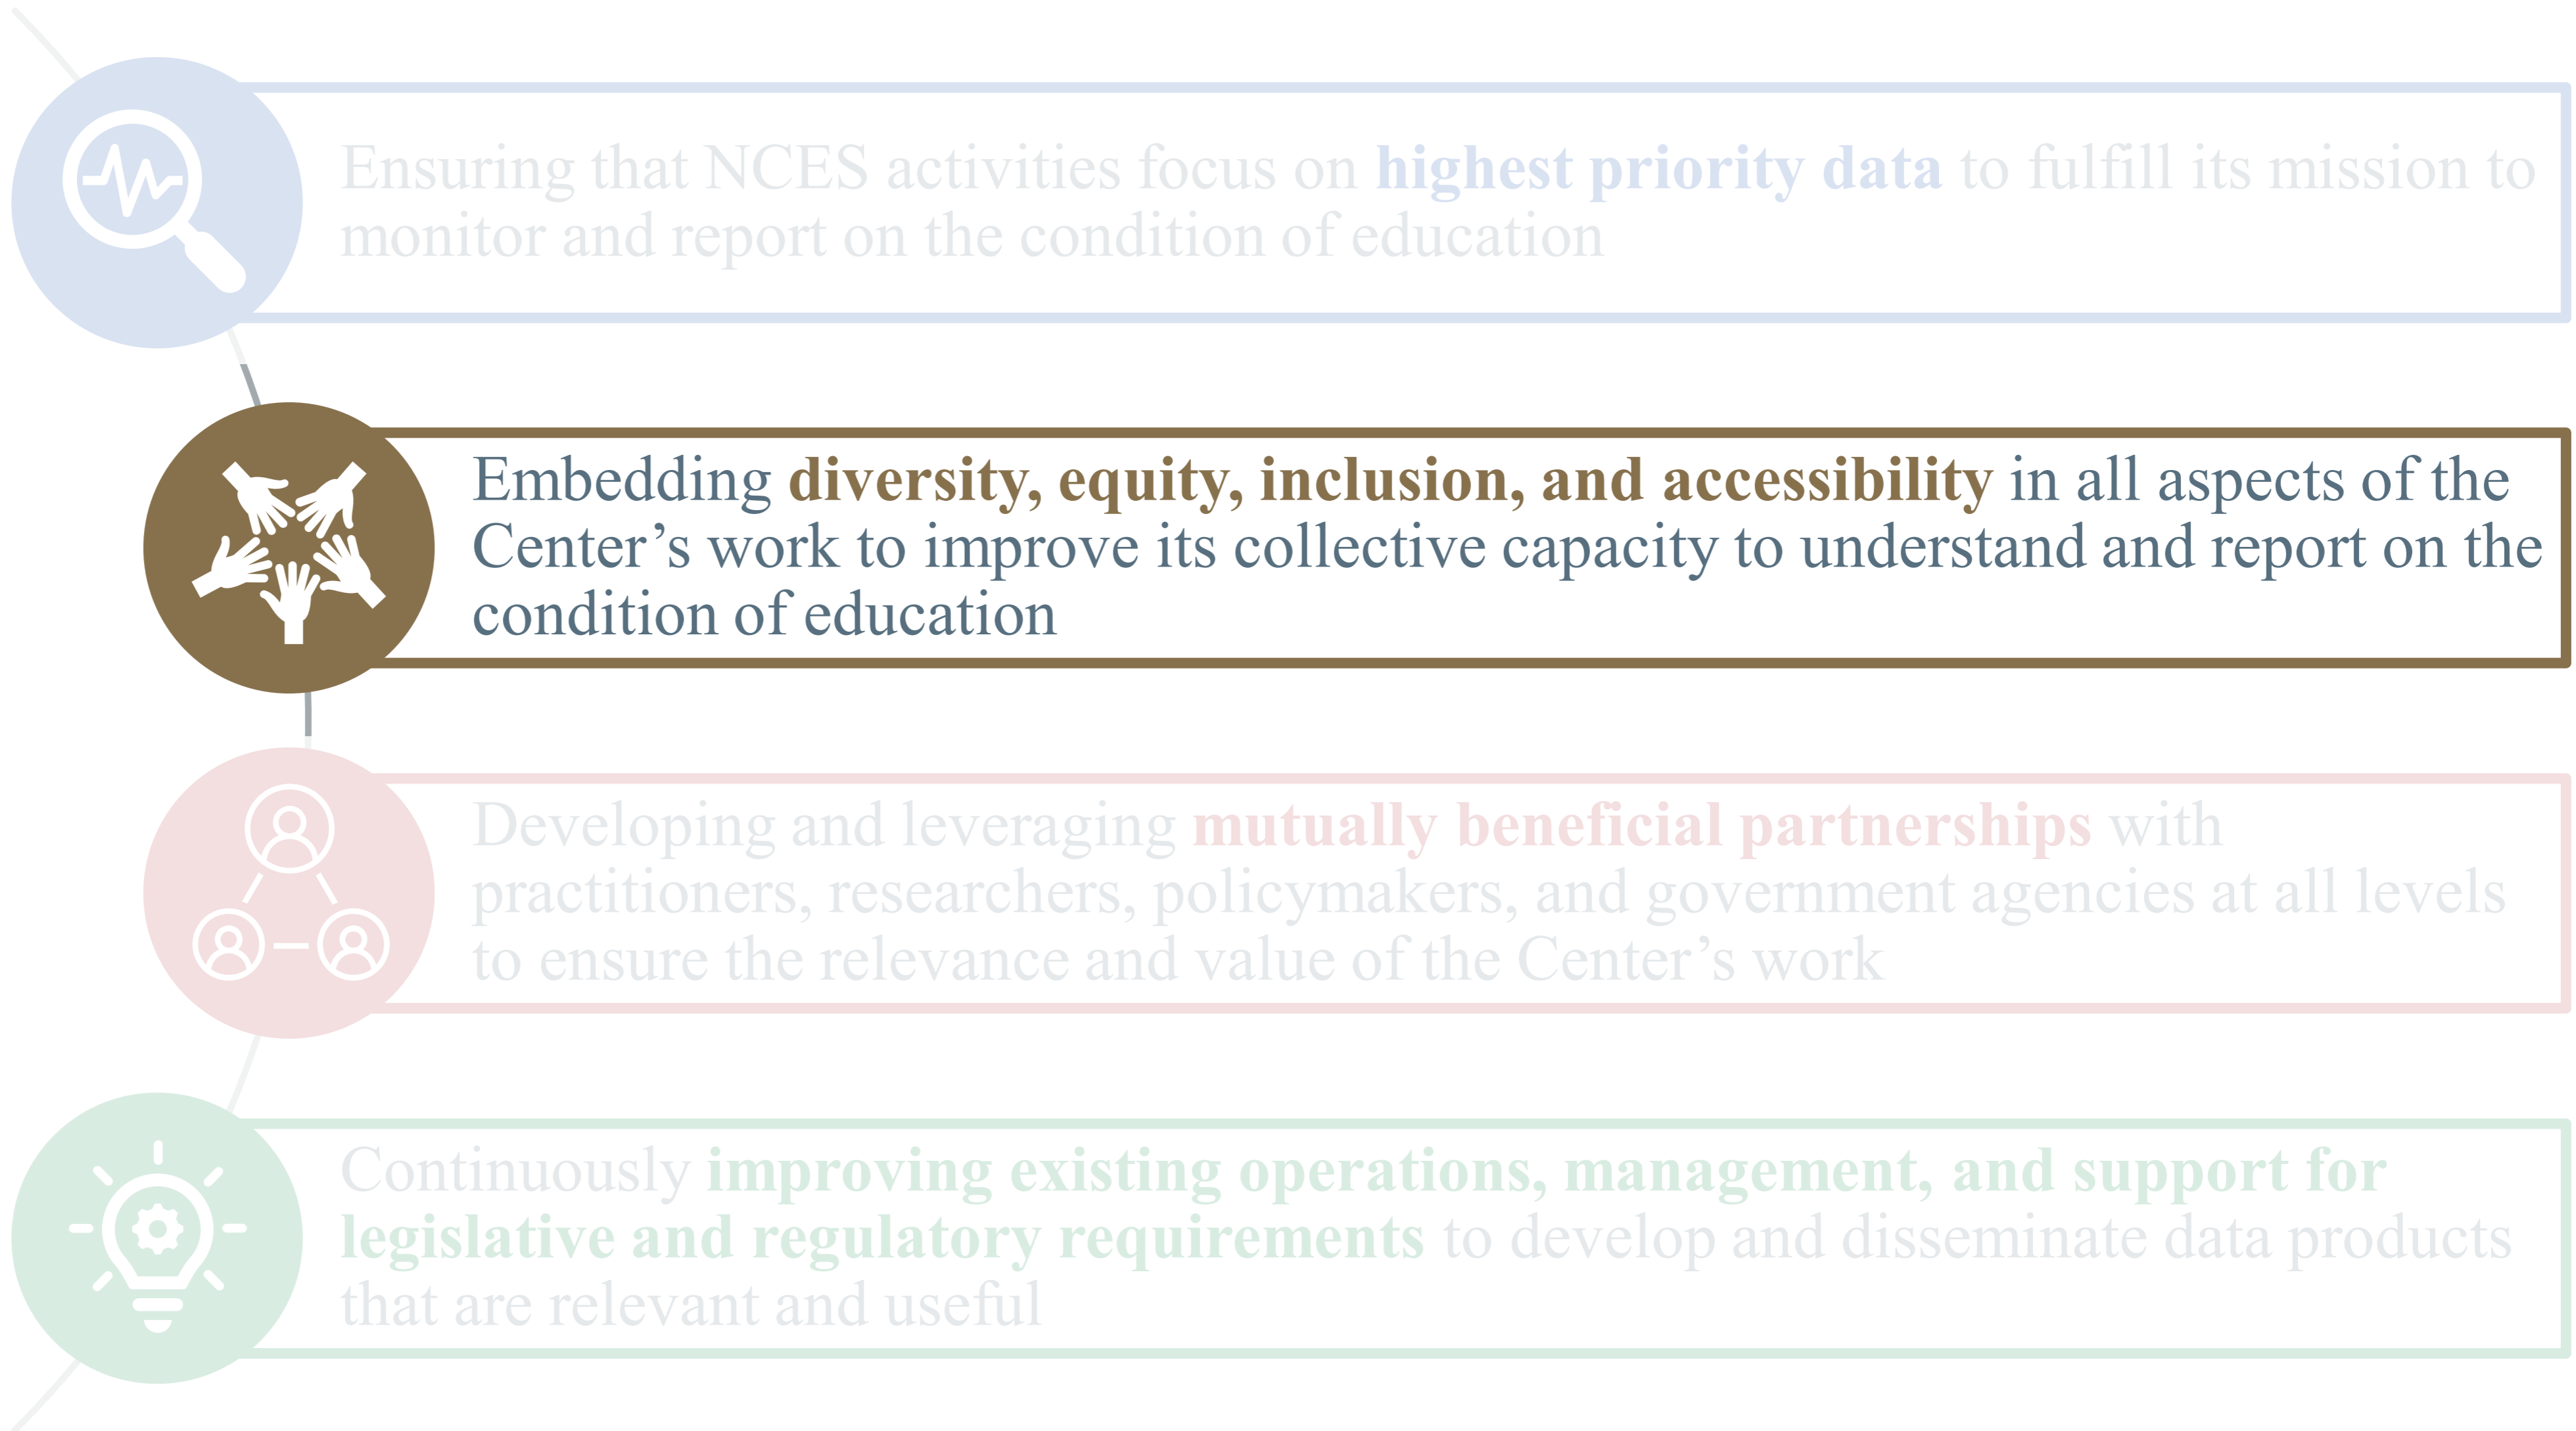 Ensuring that NCES activities focus on highest priority data to fulfill its mission to
monitor and report on the condition of education
Embedding diversity, equity, inclusion, and accessibility in all aspects of the
Center’s work to improve its collective capacity to understand and report on the
condition of education
Developing and leveraging mutually beneficial partnerships with
practitioners, researchers, policymakers, and government agencies at all levels
to ensure the relevance and value of the Center’s work
Continuously improving existing operations, management, and support for
legislative and regulatory requirements to develop and disseminate data products
that are relevant and useful